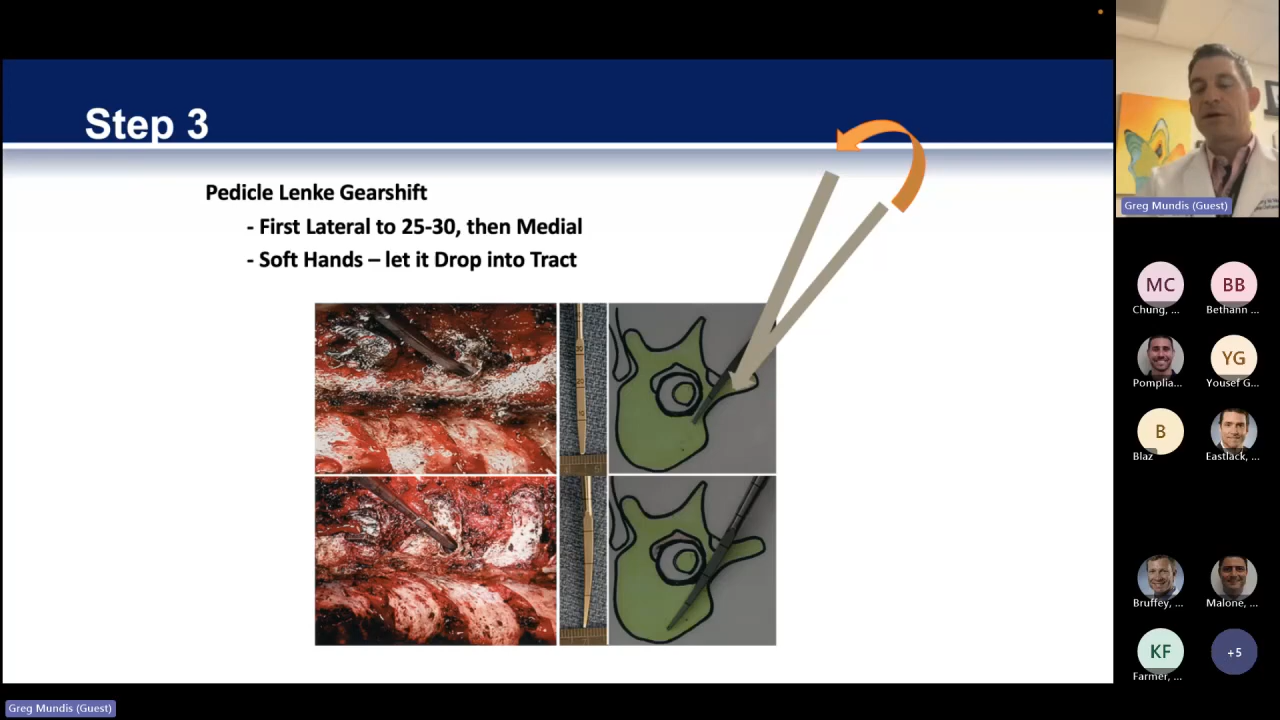 Step 3
Pedicle Lenke Gearshift
- First Lateral to 25-30, then Medial
- Soft Hands – let it Drop into Tract
Greg Mundis (Guest)
MC
BB
Chung, ...
Bethann ...
YG
Pomplia...
Yousef G...
B
Blaz
Eastlack, ...
Bruffey, ...
Malone, ...
KF
+5
Farmer, ...
Greg Mundis (Guest)